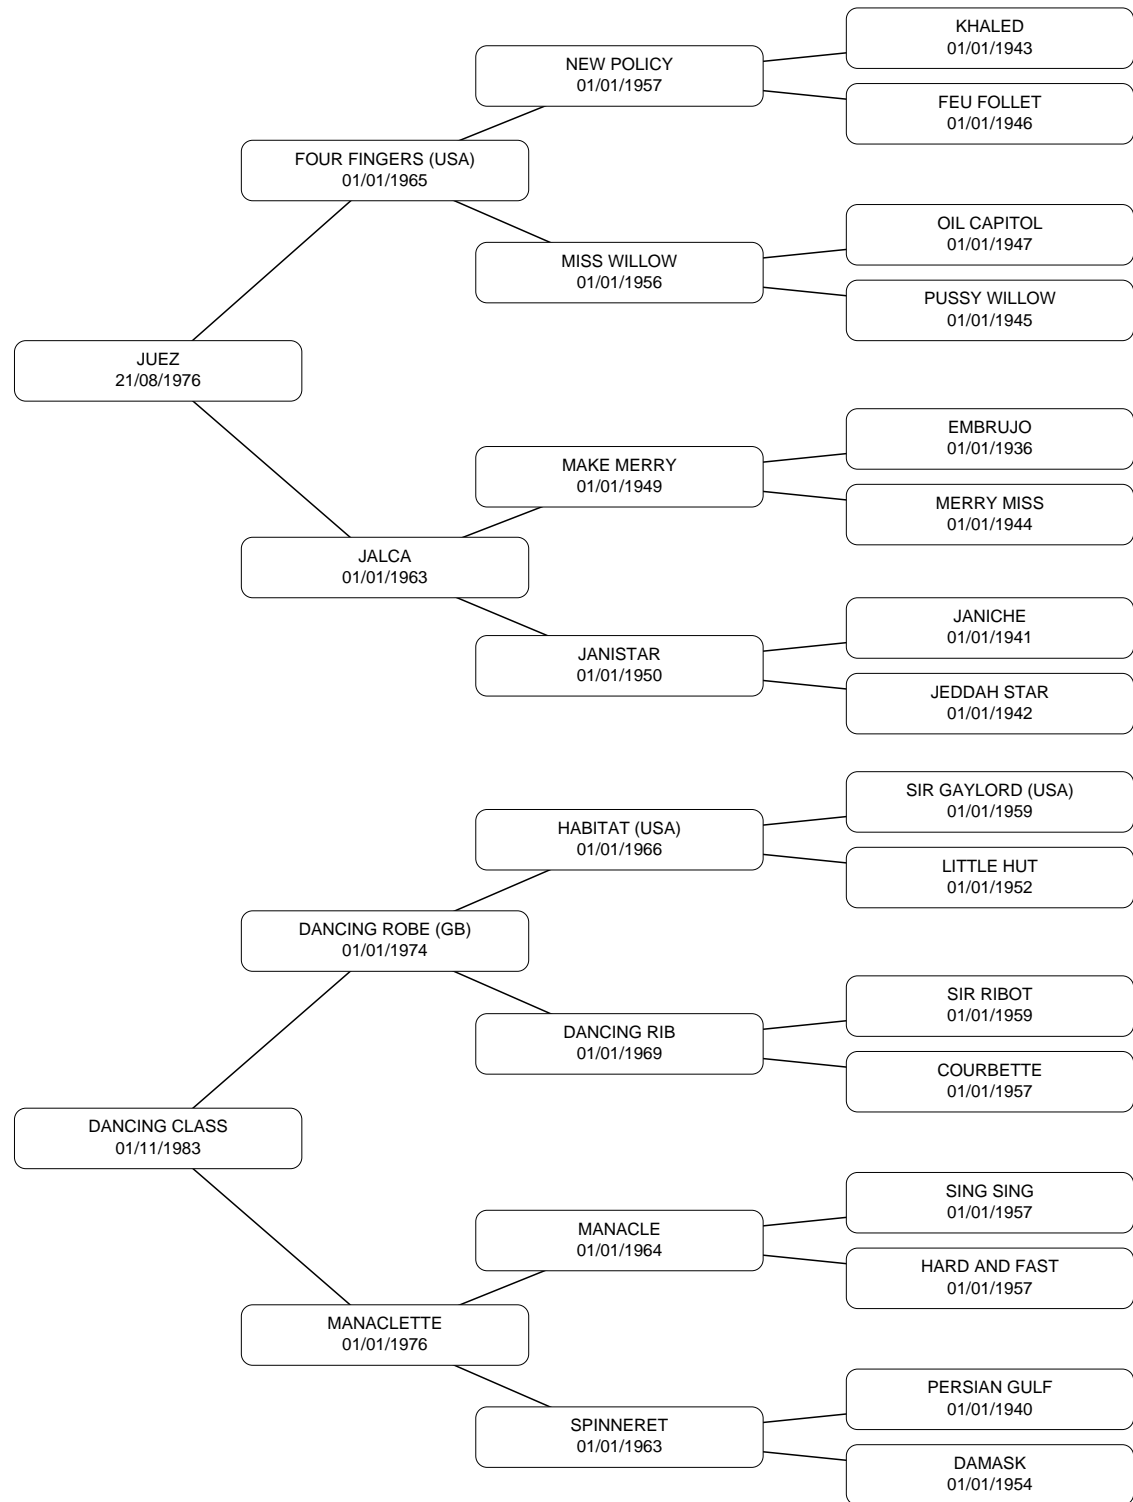 KHALED
01/01/1943
NEW POLICY
01/01/1957
FEU FOLLET
01/01/1946
FOUR FINGERS (USA)
01/01/1965
OIL CAPITOL
01/01/1947
MISS WILLOW
01/01/1956
PUSSY WILLOW
01/01/1945
JUEZ
21/08/1976
EMBRUJO
01/01/1936
MAKE MERRY
01/01/1949
MERRY MISS
01/01/1944
JALCA
01/01/1963
JANICHE
01/01/1941
JANISTAR
01/01/1950
JEDDAH STAR
01/01/1942
SIR GAYLORD (USA)
01/01/1959
HABITAT (USA)
01/01/1966
LITTLE HUT
01/01/1952
DANCING ROBE (GB)
01/01/1974
SIR RIBOT
01/01/1959
DANCING RIB
01/01/1969
COURBETTE
01/01/1957
DANCING CLASS
01/11/1983
SING SING
01/01/1957
MANACLE
01/01/1964
HARD AND FAST
01/01/1957
MANACLETTE
01/01/1976
PERSIAN GULF
01/01/1940
SPINNERET
01/01/1963
DAMASK
01/01/1954